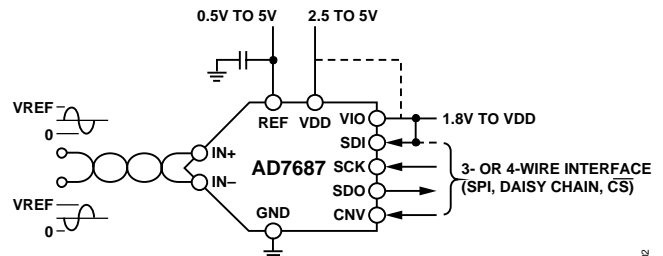 0.5V TO 5V
2.5 TO 5V
VREF
0
REF
VDD
VIO
1.8V TO VDD
SDI
IN+
AD7687
SCK
3- OR 4-WIRE INTERFACE
(SPI, DAISY CHAIN, CS)
IN–
SDO
VREF
0
GND
CNV